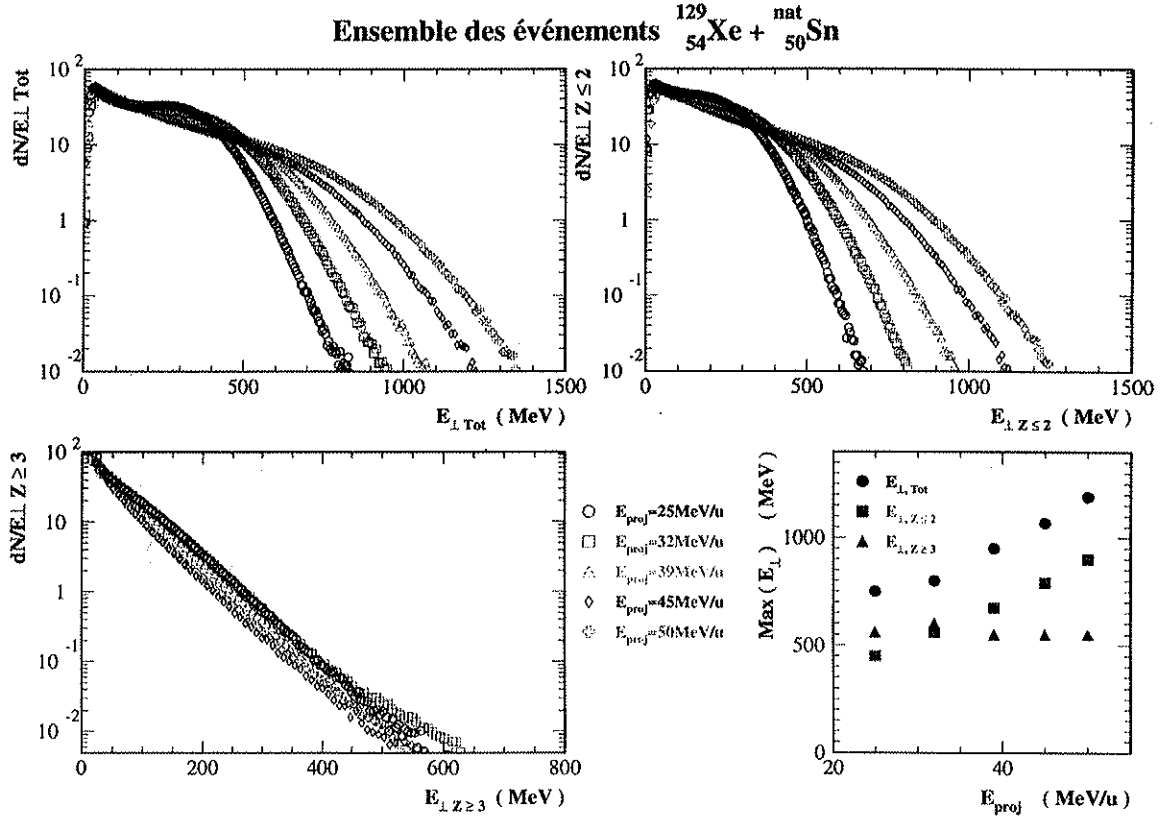 Ensemble des événements ¹²⁹₅₄Xe + ⁿᵃᵗ₅₀Sn
dN/E⊥ Tot
10²
10
1
10⁻¹
10⁻²
0 500 1000 1500
E⊥ Tot ( MeV )
dN/E⊥ Z ≤ 2
10²
10
1
10⁻¹
10⁻²
0 500 1000 1500
E⊥ Z ≤ 2 ( MeV )
dN/E⊥ Z ≥ 3
10²
10
1
10⁻¹
10⁻²
0 200 400 600 800
E⊥ Z ≥ 3 ( MeV )
Eproj=25MeV/u
Eproj=32MeV/u
Eproj=39MeV/u
Eproj=45MeV/u
Eproj=50MeV/u
Max ( E⊥ ) ( MeV )
1000
500
0
E⊥, Tot
E⊥, Z≤2
E⊥, Z≥3
20 40
Eproj ( MeV/u )